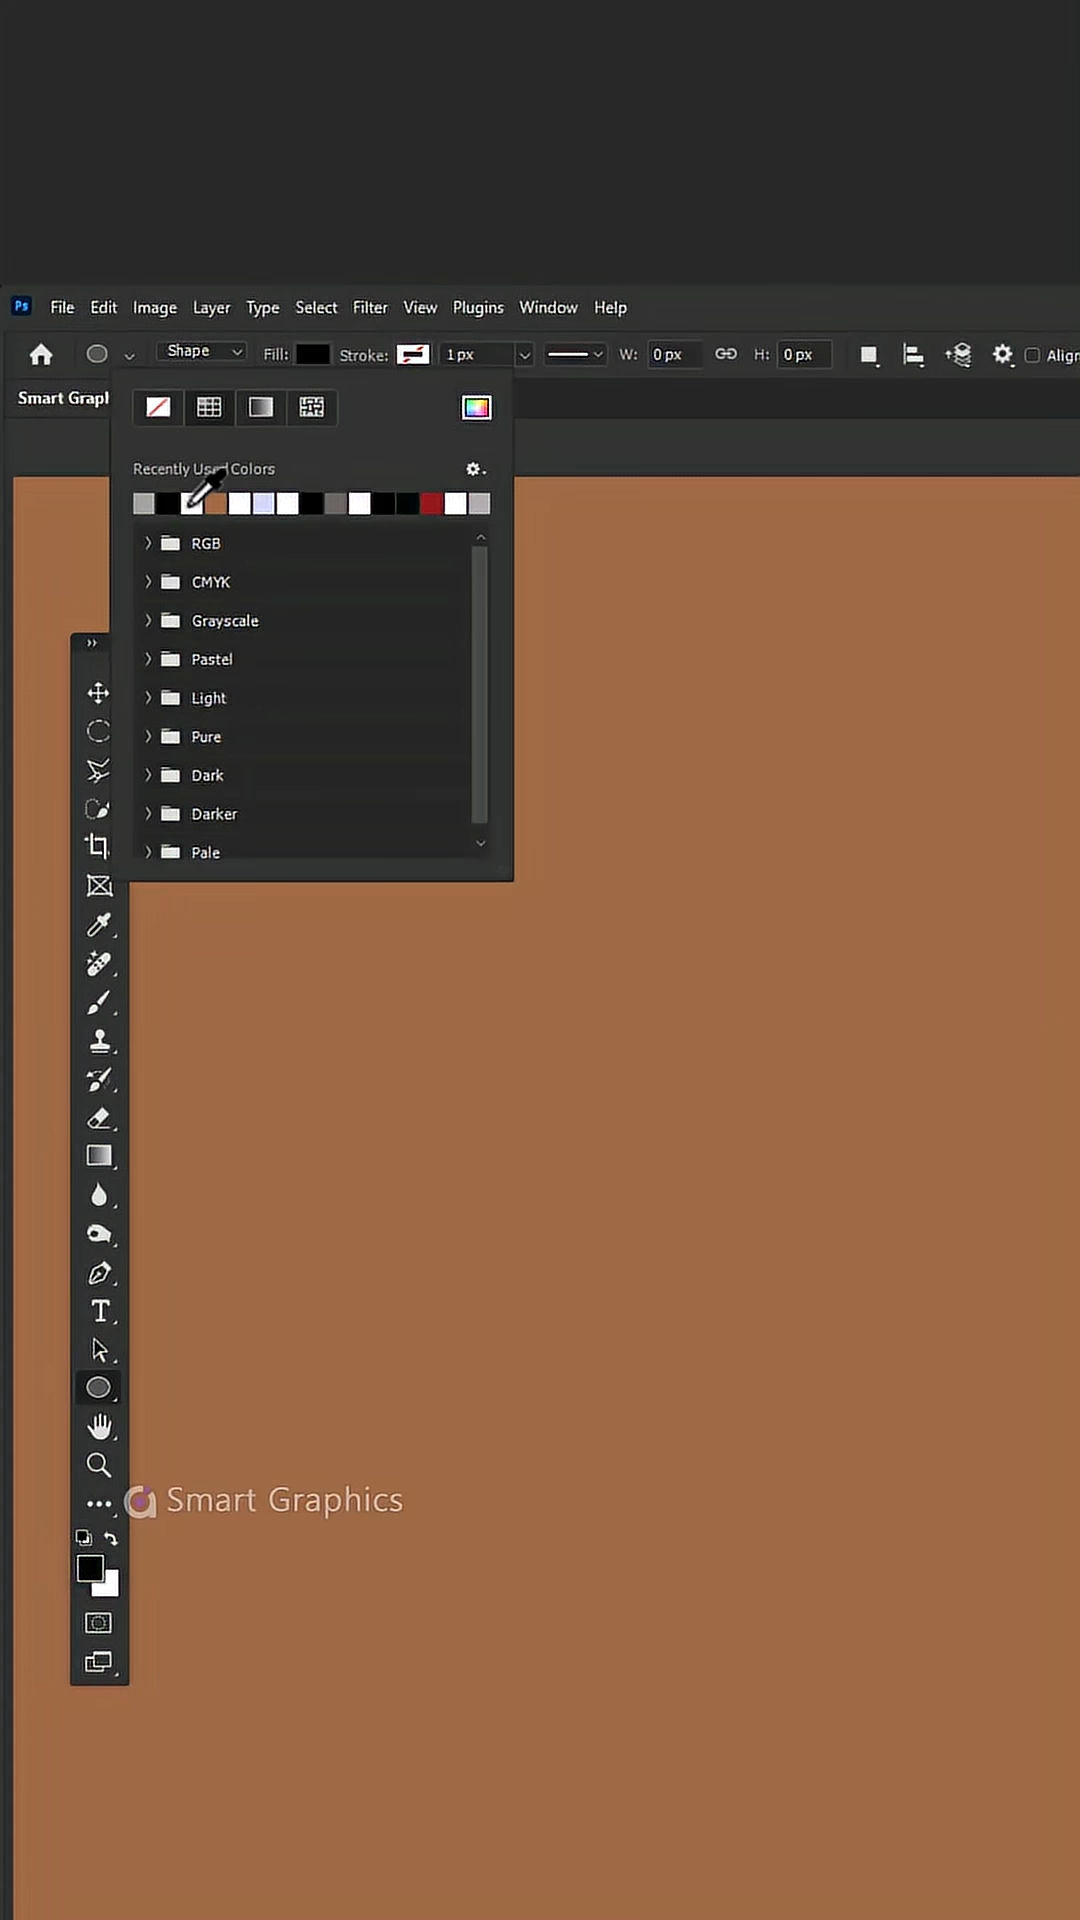 Ps File Edit Image Layer Type Select Filter View Plugins Window Help
Shape Fill: Stroke: 1 px W: 0 px H: 0 px Align
Smart Graph
Recently Used Colors
RGB
CMYK
Grayscale
Pastel
Light
Pure
Dark
Darker
Pale
Smart Graphics